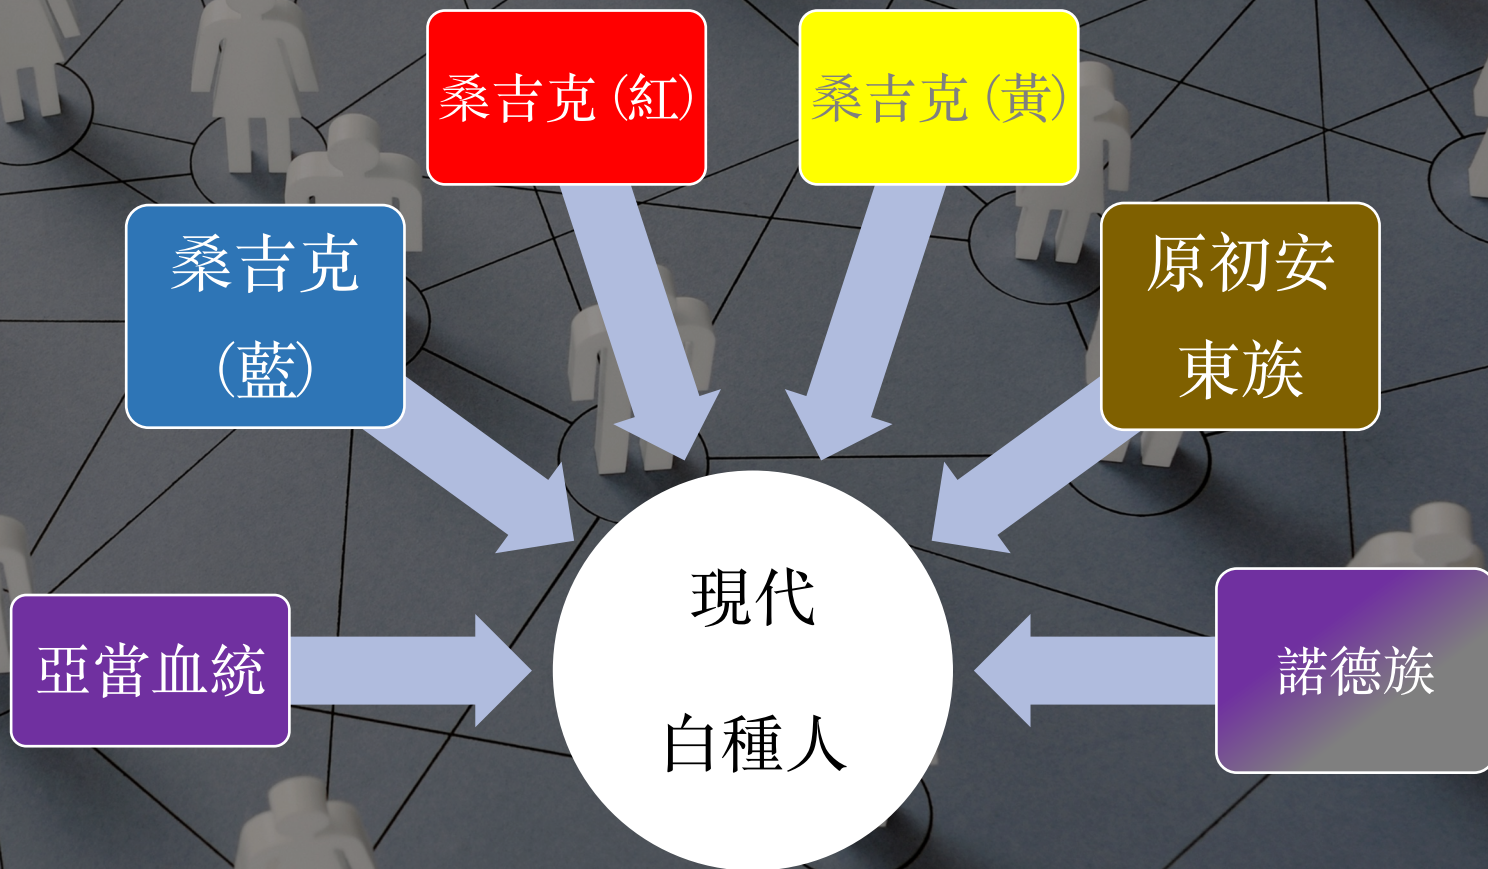 桑吉克 (紅)
桑吉克 (黃)
桑吉克
(藍)
原初安
東族
亞當血統
現代
白種人
諾德族